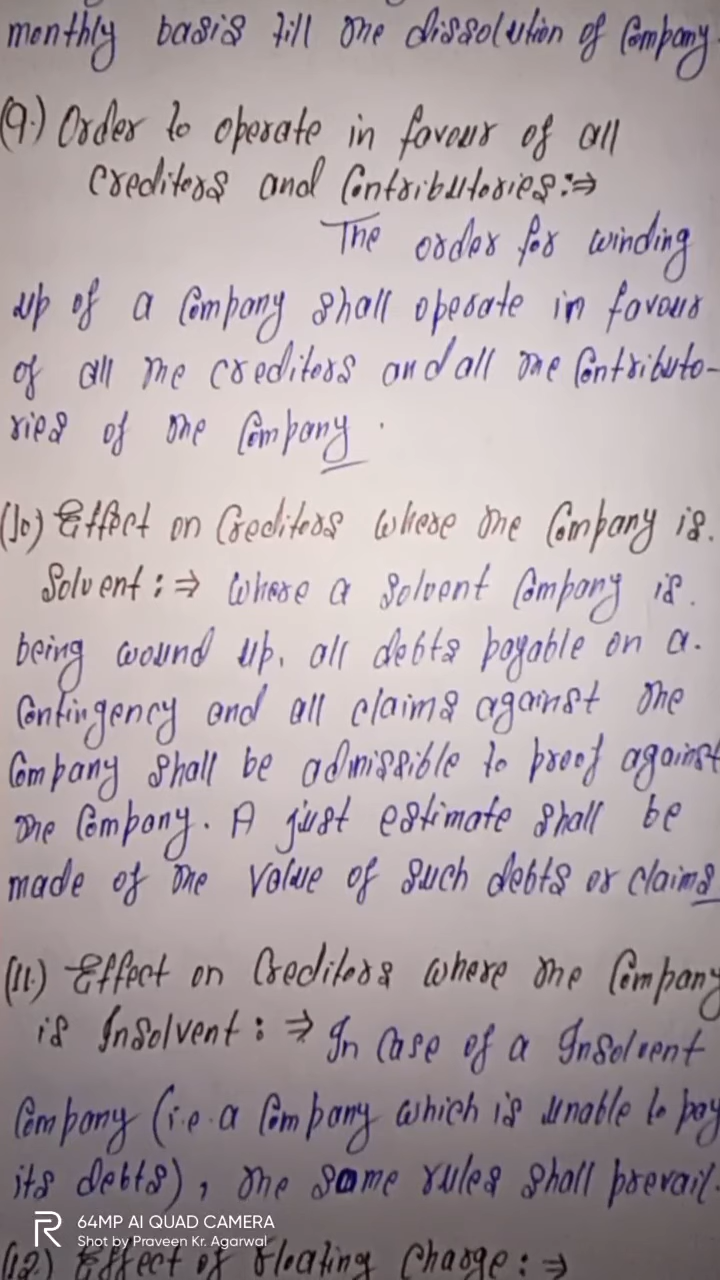 monthly basis till the dissolution of Company.
(9.) Order to operate in favour of all
Creditors and Contributories:⇒
The order for winding
up of a Company shall operate in favour
of all the creditors and all the Contributo-
ries of the Company.
(10) Effect on Creditors where the Company is.
Solvent:⇒ Where a Solvent Company is.
being wound up, all debts payable on a.
Contingency and all claims against the
Company shall be admissible to proof against
the Company. A just estimate shall be
made of the value of such debts or claims
(11.) Effect on Creditors where the Company
is Insolvent:⇒ In Case of a Insolvent
Company (i.e. a Company which is unable to pay
its debts), the same rules shall prevail.
64MP AI QUAD CAMERA
Shot by Praveen Kr. Agarwal
(12) Effect of Floating Charge:⇒